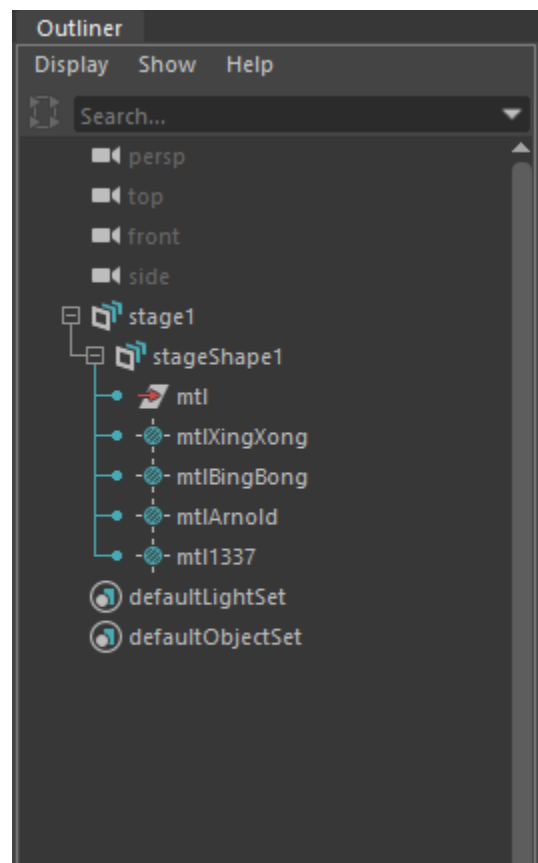 Outliner
Display Show Help
Search...
persp
top
front
side
stage1
stageShape1
mtl
mtlXingXong
mtlBingBong
mtlArnold
mtl1337
defaultLightSet
defaultObjectSet